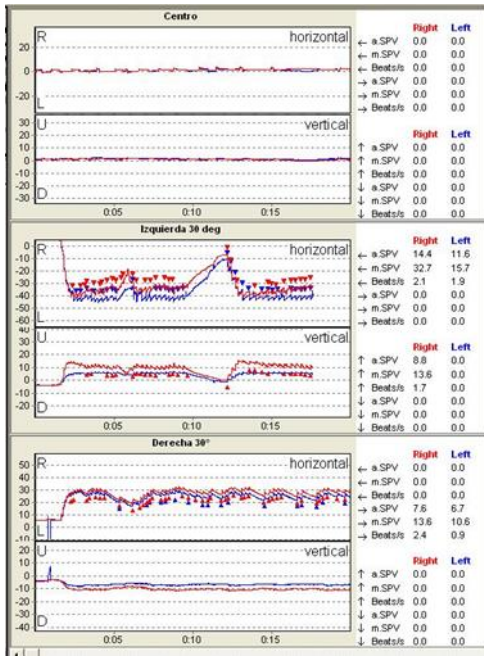 Centro
Right Left
R horizontal
20
0
-20
L
← a.SPV 0.0 0.0
← m.SPV 0.0 0.0
← Beats/s 0.0 0.0
→ a.SPV 0.0 0.0
→ m.SPV 0.0 0.0
→ Beats/s 0.0 0.0
U vertical
30
20
10
0
-10
-20
-30
D
Right Left
↑ a.SPV 0.0 0.0
↑ m.SPV 0.0 0.0
↑ Beats/s 0.0 0.0
↓ a.SPV 0.0 0.0
↓ m.SPV 0.0 0.0
↓ Beats/s 0.0 0.0
0:05 0:10 0:15
Izquierda 30 deg
Right Left
R horizontal
0
-10
-20
-30
-40
-50
-60
L
← a.SPV 14.4 11.6
← m.SPV 32.7 15.7
← Beats/s 2.1 1.9
→ a.SPV 0.0 0.0
→ m.SPV 0.0 0.0
→ Beats/s 0.0 0.0
U vertical
40
30
20
10
0
-10
-20
D
Right Left
↑ a.SPV 8.8 0.0
↑ m.SPV 13.6 0.0
↑ Beats/s 1.7 0.0
↓ a.SPV 0.0 0.0
↓ m.SPV 0.0 0.0
↓ Beats/s 0.0 0.0
0:05 0:10 0:15
Derecha 30°
Right Left
R horizontal
50
40
30
20
10
0
-10
L
← a.SPV 0.0 0.0
← m.SPV 0.0 0.0
← Beats/s 0.0 0.0
→ a.SPV 7.6 6.7
→ m.SPV 13.6 10.6
→ Beats/s 2.4 0.9
U vertical
20
10
0
-10
-20
-30
-40
D
Right Left
↑ a.SPV 0.0 0.0
↑ m.SPV 0.0 0.0
↑ Beats/s 0.0 0.0
↓ a.SPV 0.0 0.0
↓ m.SPV 0.0 0.0
↓ Beats/s 0.0 0.0
0:05 0:10 0:15